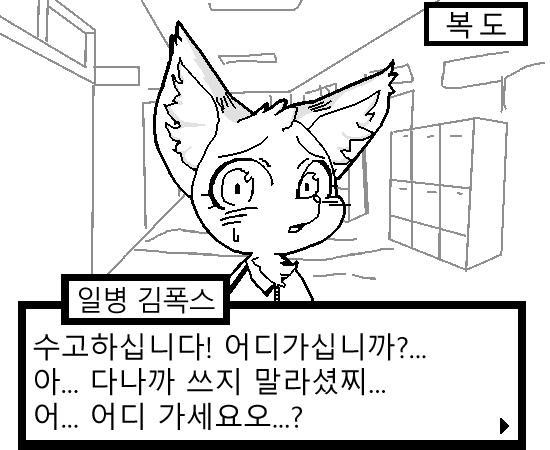 복도
일병 김폭스
수고하십니다! 어디가십니까?...
아... 다나까 쓰지 말라셨찌...
어... 어디 가세요오...?